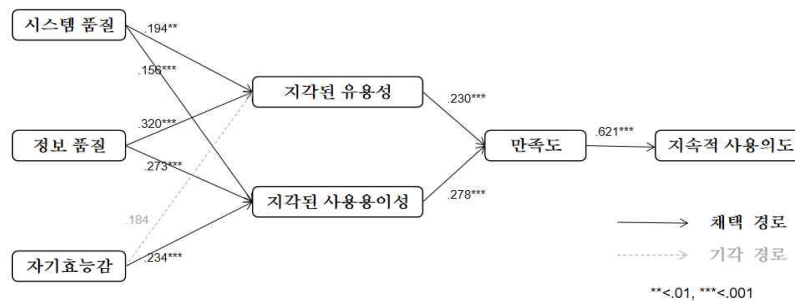 시스템 품질
.194**
.156***
지각된 유용성
.230***
.320***
정보 품질
만족도
.621***
지속적 사용의도
.273***
지각된 사용용이성
.278***
.184
채택 경로
자기효능감
.234***
기각 경로
**<.01, ***<.001